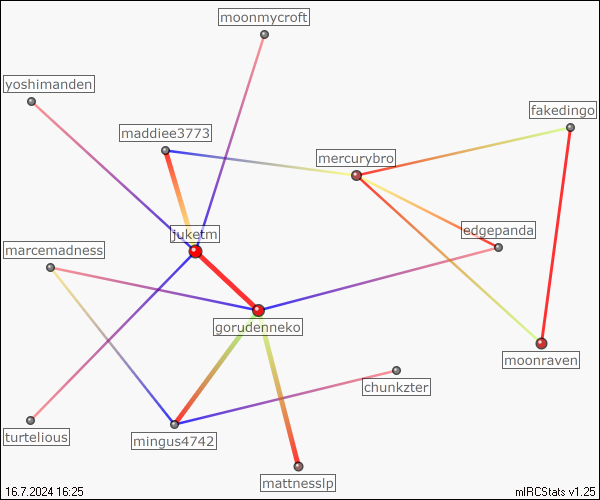 moonmycroft
yoshimanden
fakedingo
maddiee3773
mercurybro
juketm
edgepanda
marcemadness
gorudenneko
moonraven
chunkzter
turtelious
mingus4742
mattnesslp
16.7.2024 16:25
mIRCStats v1.25